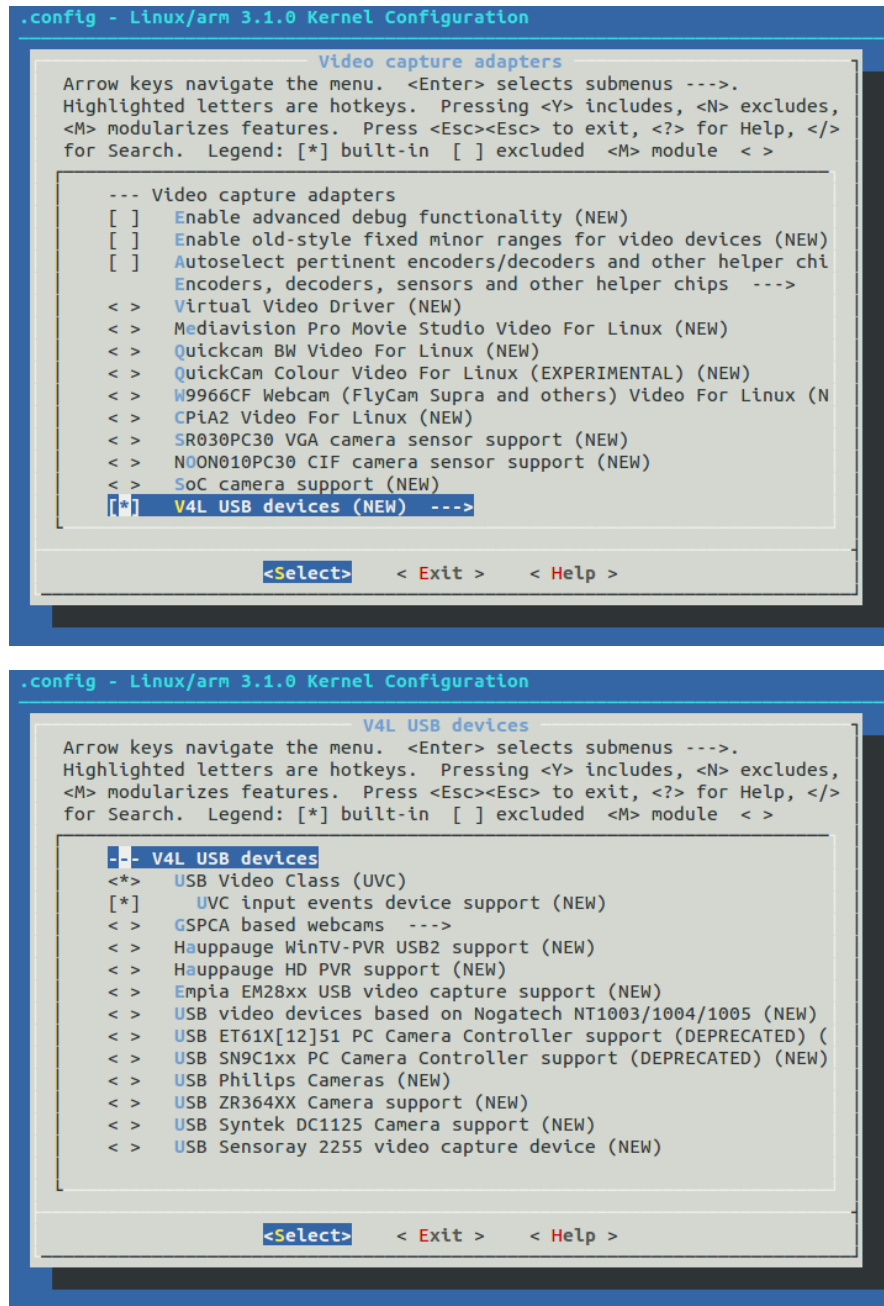 .config - Linux/arm 3.1.0 Kernel Configuration
Video capture adapters
Arrow keys navigate the menu.  <Enter> selects submenus --->.
Highlighted letters are hotkeys.  Pressing <Y> includes, <N> excludes,
<M> modularizes features.  Press <Esc><Esc> to exit, <?> for Help, </>
for Search.  Legend: [*] built-in  [ ] excluded  <M> module  < >
--- Video capture adapters
[ ]   Enable advanced debug functionality (NEW)
[ ]   Enable old-style fixed minor ranges for video devices (NEW)
[ ]   Autoselect pertinent encoders/decoders and other helper chi
Encoders, decoders, sensors and other helper chips  --->
< >   Virtual Video Driver (NEW)
< >   Mediavision Pro Movie Studio Video For Linux (NEW)
< >   Quickcam BW Video For Linux (NEW)
< >   QuickCam Colour Video For Linux (EXPERIMENTAL) (NEW)
< >   W9966CF Webcam (FlyCam Supra and others) Video For Linux (N
< >   CPiA2 Video For Linux (NEW)
< >   SR030PC30 VGA camera sensor support (NEW)
< >   NOON010PC30 CIF camera sensor support (NEW)
< >   SoC camera support (NEW)
[*]   V4L USB devices (NEW)  --->
<Select>    < Exit >    < Help >
.config - Linux/arm 3.1.0 Kernel Configuration
V4L USB devices
Arrow keys navigate the menu.  <Enter> selects submenus --->.
Highlighted letters are hotkeys.  Pressing <Y> includes, <N> excludes,
<M> modularizes features.  Press <Esc><Esc> to exit, <?> for Help, </>
for Search.  Legend: [*] built-in  [ ] excluded  <M> module  < >
--- V4L USB devices
<*>   USB Video Class (UVC)
[*]     UVC input events device support (NEW)
< >   GSPCA based webcams  --->
< >   Hauppauge WinTV-PVR USB2 support (NEW)
< >   Hauppauge HD PVR support (NEW)
< >   Empia EM28xx USB video capture support (NEW)
< >   USB video devices based on Nogatech NT1003/1004/1005 (NEW)
< >   USB ET61X[12]51 PC Camera Controller support (DEPRECATED) (
< >   USB SN9C1xx PC Camera Controller support (DEPRECATED) (NEW)
< >   USB Philips Cameras (NEW)
< >   USB ZR364XX Camera support (NEW)
< >   USB Syntek DC1125 Camera support (NEW)
< >   USB Sensoray 2255 video capture device (NEW)
<Select>    < Exit >    < Help >